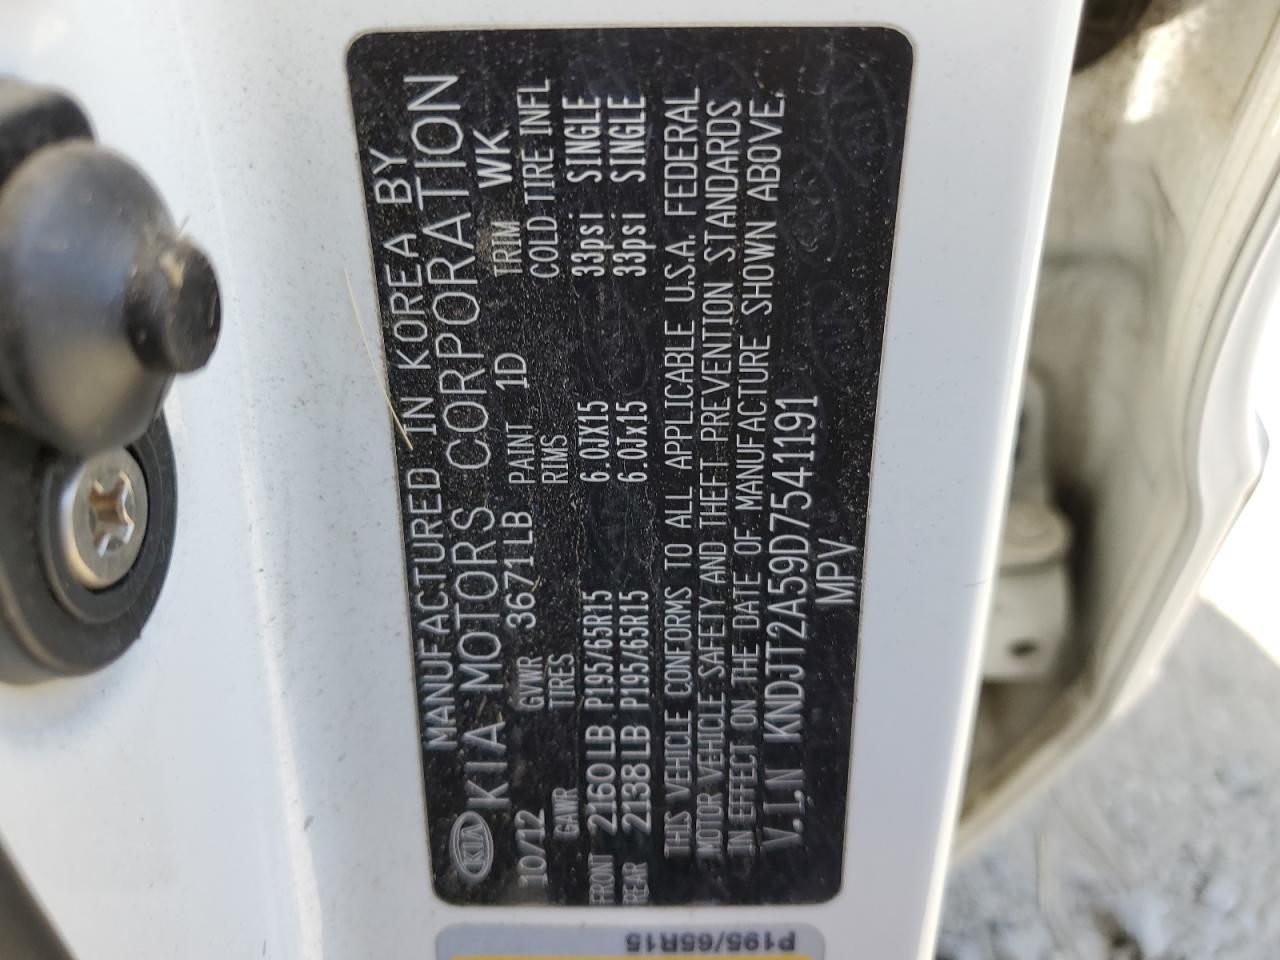 MANUFACTURED IN KOREA BY
KIA KIA MOTORS CORPORATION
10/12 GVWR 3671LB PAINT 1D TRIM WK
GAWR TIRES RIMS COLD TIRE INFL
FRONT 2160LB P195/65R15 6.0JX15 33psi SINGLE
REAR 2138LB P195/65R15 6.0Jx15 33psi SINGLE
THIS VEHICLE CONFORMS TO ALL APPLICABLE U.S.A. FEDERAL
MOTOR VEHICLE SAFETY AND THEFT PREVENTION STANDARDS
IN EFFECT ON THE DATE OF MANUFACTURE SHOWN ABOVE.
V.I.N KNDJT2A59D7541191
MPV
P195/65R15